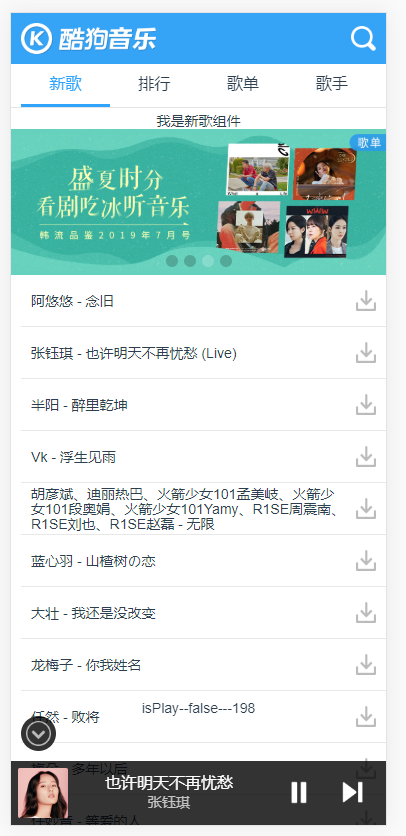 酷狗音乐
新歌 排行 歌单 歌手
我是新歌组件
歌单
盛夏时分
看剧吃冰听音乐
韩流品鉴2019年7月号
阿悠悠 - 念旧
张钰琪 - 也许明天不再忧愁 (Live)
半阳 - 醉里乾坤
Vk - 浮生见雨
胡彦斌、迪丽热巴、火箭少女101孟美岐、火箭少
女101段奥娟、火箭少女101Yamy、R1SE周震南、
R1SE刘也、R1SE赵磊 - 无限
蓝心羽 - 山楂树の恋
大壮 - 我还是没改变
龙梅子 - 你我姓名
任然 - 败将
isPlay--false---198
多年以后
也许明天不再忧愁
张钰琪
等爱的人